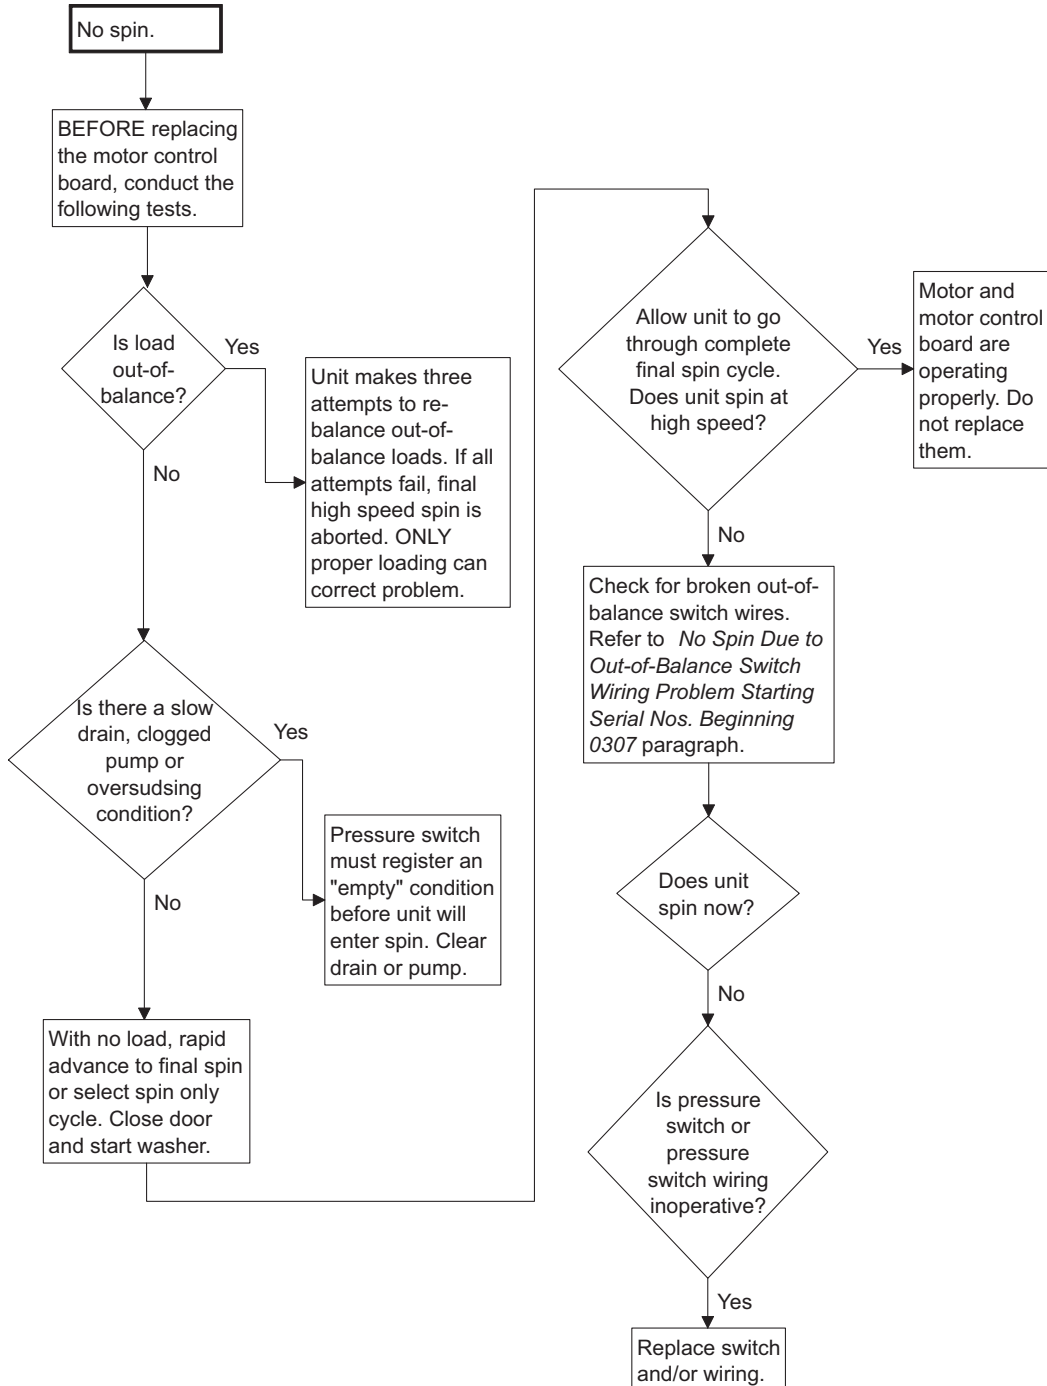 No spin.
BEFORE replacing
the motor control
board, conduct the
following tests.
Is load
out-of-
balance?
Yes
Unit makes three
attempts to re-
balance out-of-
balance loads. If all
attempts fail, final
high speed spin is
aborted. ONLY
proper loading can
correct problem.
No
Is there a slow
drain, clogged
pump or
oversudsing
condition?
Yes
Pressure switch
must register an
"empty" condition
before unit will
enter spin. Clear
drain or pump.
No
With no load, rapid
advance to final spin
or select spin only
cycle. Close door
and start washer.
Allow unit to go
through complete
final spin cycle.
Does unit spin at
high speed?
Yes
Motor and
motor control
board are
operating
properly. Do
not replace
them.
No
Check for broken out-of-
balance switch wires.
Refer to No Spin Due to
Out-of-Balance Switch
Wiring Problem Starting
Serial Nos. Beginning
0307 paragraph.
Does unit
spin now?
No
Is pressure
switch or
pressure
switch wiring
inoperative?
Yes
Replace switch
and/or wiring.